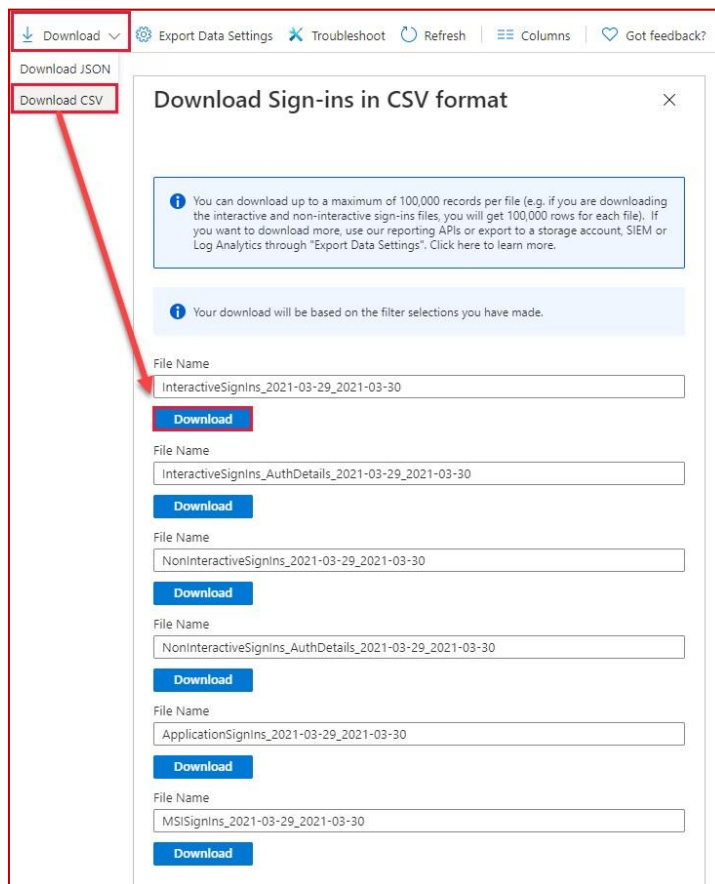 Download
Export Data Settings
Troubleshoot
Refresh
Columns
Got feedback?
Download JSON
Download CSV
Download Sign-ins in CSV format
You can download up to a maximum of 100,000 records per file (e.g. if you are downloading
the interactive and non-interactive sign-ins files, you will get 100,000 rows for each file). If
you want to download more, use our reporting APIs or export to a storage account, SIEM or
Log Analytics through "Export Data Settings". Click here to learn more.
Your download will be based on the filter selections you have made.
File Name
InteractiveSignIns_2021-03-29_2021-03-30
Download
File Name
InteractiveSignIns_AuthDetails_2021-03-29_2021-03-30
Download
File Name
NonInteractiveSignIns_2021-03-29_2021-03-30
Download
File Name
NonInteractiveSignIns_AuthDetails_2021-03-29_2021-03-30
Download
File Name
ApplicationSignIns_2021-03-29_2021-03-30
Download
File Name
MSISignIns_2021-03-29_2021-03-30
Download